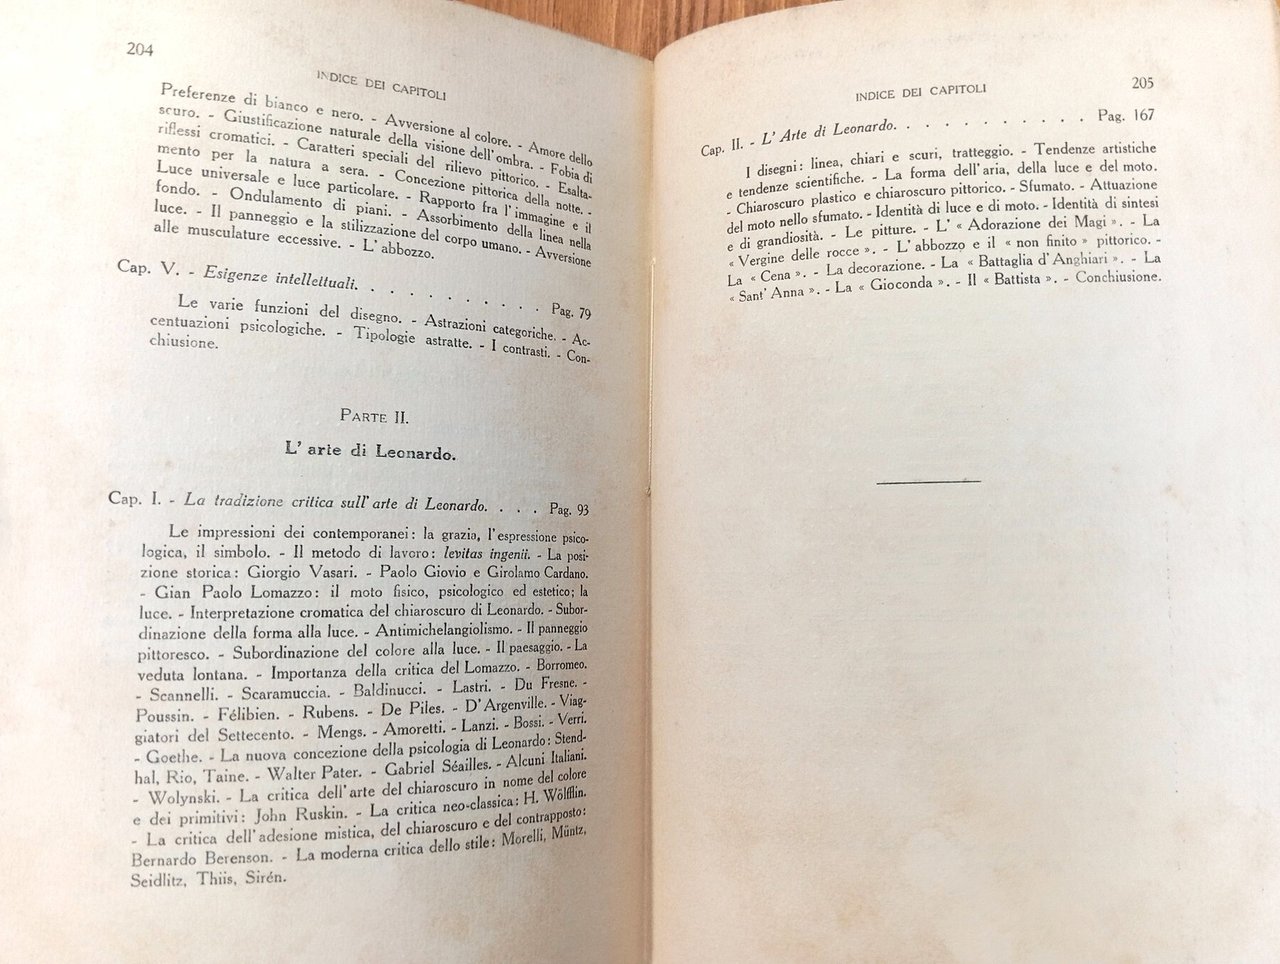 204
INDICE DEI CAPITOLI
Preferenze di bianco e nero. - Avversione al colore. - Amore dello
scuro. - Giustificazione naturale della visione dell'ombra. - Fobia di
riflessi cromatici. - Caratteri speciali del rilievo pittorico. - Esalta-
mento per la natura a sera. - Concezione pittorica della notte. -
Luce universale e luce particolare. - Rapporto fra l'immagine e il
fondo. - Ondulamento di piani. - Assorbimento della linea nella
luce. - Il panneggio e la stilizzazione del corpo umano. - Avversione
alle musculature eccessive. - L'abbozzo.
Cap. V. - Esigenze intellettuali. . . . . . . . . . . Pag. 79
Le varie funzioni del disegno. - Astrazioni categoriche. - Ac-
centuazioni psicologiche. - Tipologie astratte. - I contrasti. - Con-
chiusione.
PARTE II.
L'arte di Leonardo.
Cap. I. - La tradizione critica sull'arte di Leonardo. . . . Pag. 93
Le impressioni dei contemporanei: la grazia, l'espressione psico-
logica, il simbolo. - Il metodo di lavoro: levitas ingenii. - La posi-
zione storica: Giorgio Vasari. - Paolo Giovio e Girolamo Cardano.
- Gian Paolo Lomazzo: il moto fisico, psicologico ed estetico; la
luce. - Interpretazione cromatica del chiaroscuro di Leonardo. - Subor-
dinazione della forma alla luce. - Antimichelangiolismo. - Il panneggio
pittoresco. - Subordinazione del colore alla luce. - Il paesaggio. - La
veduta lontana. - Importanza della critica del Lomazzo. - Borromeo.
- Scannelli. - Scaramuccia. - Baldinucci. - Lastri. - Du Fresne. -
Poussin. - Félibien. - Rubens. - De Piles. - D'Argenville. - Viag-
giatori del Settecento. - Mengs. - Amoretti. - Lanzi. - Bossi. - Verri.
- Goethe. - La nuova concezione della psicologia di Leonardo: Stend-
hal, Rio, Taine. - Walter Pater. - Gabriel Séailles. - Alcuni Italiani.
- Wolynski. - La critica dell'arte del chiaroscuro in nome del colore
e dei primitivi: John Ruskin. - La critica neo-classica: H. Wölfflin.
- La critica dell'adesione mistica, del chiaroscuro e del contrapposto:
Bernardo Berenson. - La moderna critica dello stile: Morelli, Müntz,
Seidlitz, Thiis, Sirén.
INDICE DEI CAPITOLI
205
Cap. II. - L'Arte di Leonardo. . . . . . . . . . . Pag. 167
I disegni: linea, chiari e scuri, tratteggio. - Tendenze artistiche
e tendenze scientifiche. - La forma dell'aria, della luce e del moto.
- Chiaroscuro plastico e chiaroscuro pittorico. - Sfumato. - Attuazione
del moto nello sfumato. - Identità di luce e di moto. - Identità di sintesi
e di grandiosità. - Le pitture. - L'« Adorazione dei Magi ». - La
« Vergine delle rocce ». - L'abbozzo e il « non finito » pittorico. -
La « Cena ». - La decorazione. - La « Battaglia d'Anghiari ». - La
« Sant'Anna ». - La « Gioconda ». - Il « Battista ». - Conchiusione.